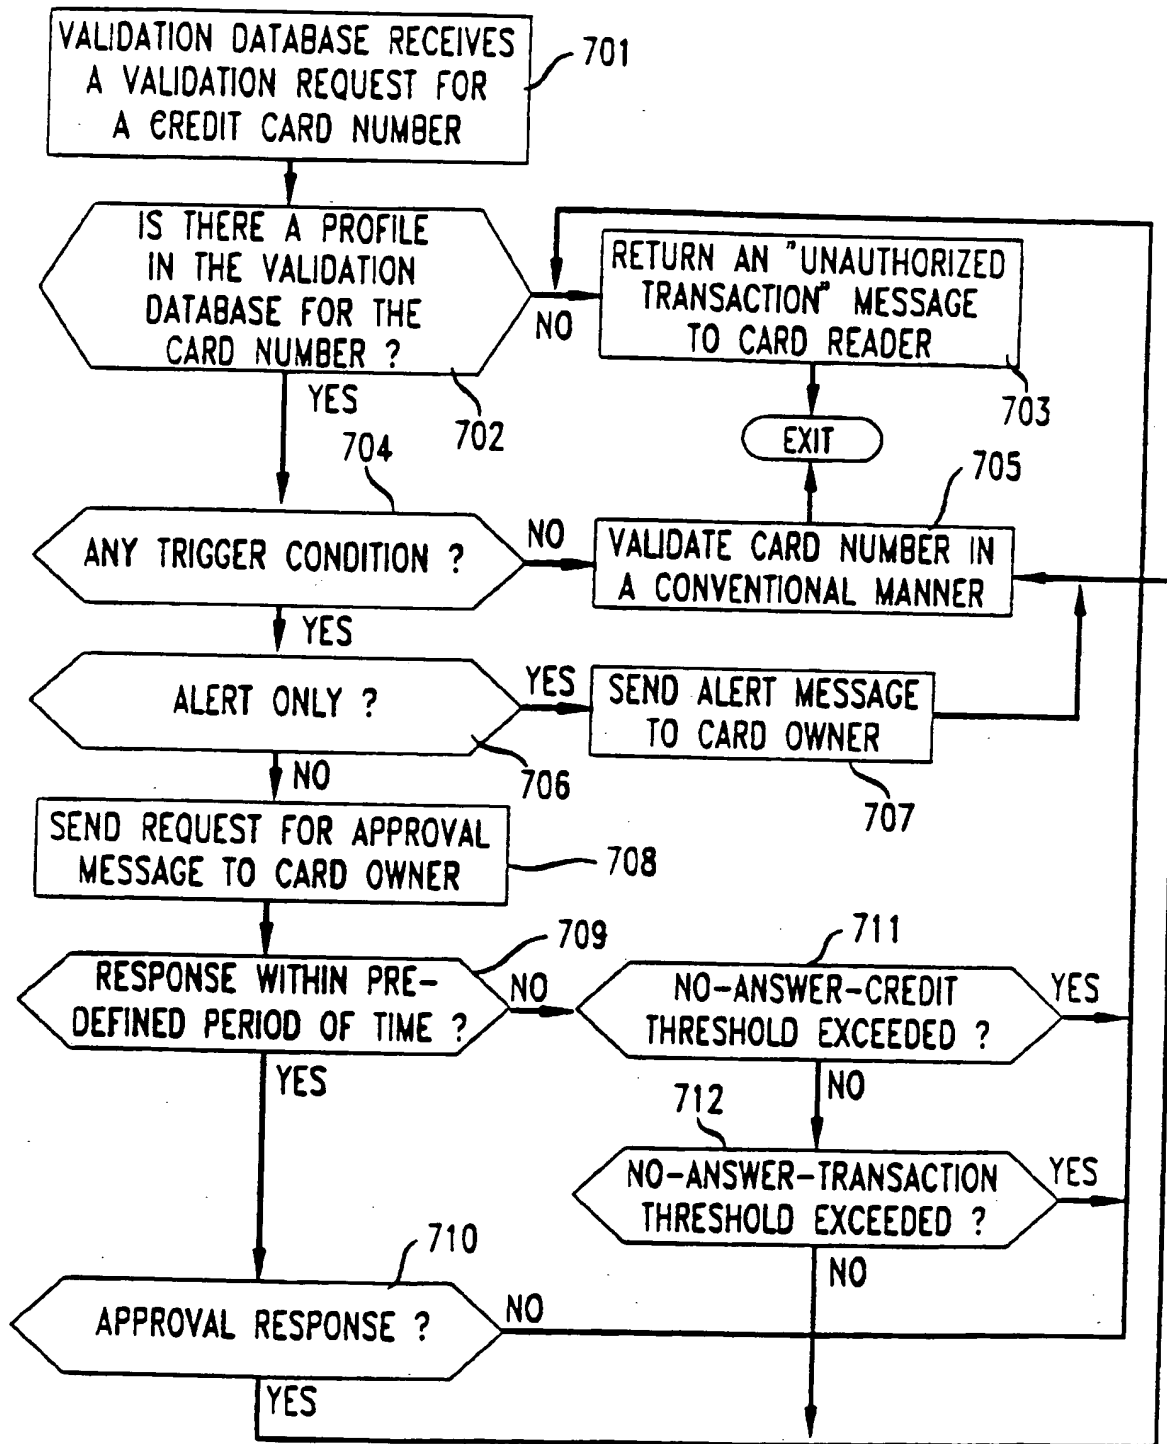 VALIDATION DATABASE RECEIVES
A VALIDATION REQUEST FOR
A CREDIT CARD NUMBER
701
IS THERE A PROFILE
IN THE VALIDATION
DATABASE FOR THE
CARD NUMBER ?
NO
RETURN AN "UNAUTHORIZED
TRANSACTION" MESSAGE
TO CARD READER
703
YES
702
EXIT
704
ANY TRIGGER CONDITION ?
NO
705
VALIDATE CARD NUMBER IN
A CONVENTIONAL MANNER
YES
ALERT ONLY ?
YES
SEND ALERT MESSAGE
TO CARD OWNER
706
707
NO
SEND REQUEST FOR APPROVAL
MESSAGE TO CARD OWNER
708
709
RESPONSE WITHIN PRE-
DEFINED PERIOD OF TIME ?
NO
711
NO-ANSWER-CREDIT
THRESHOLD EXCEEDED ?
YES
YES
NO
712
NO-ANSWER-TRANSACTION
THRESHOLD EXCEEDED ?
YES
NO
710
APPROVAL RESPONSE ?
NO
YES